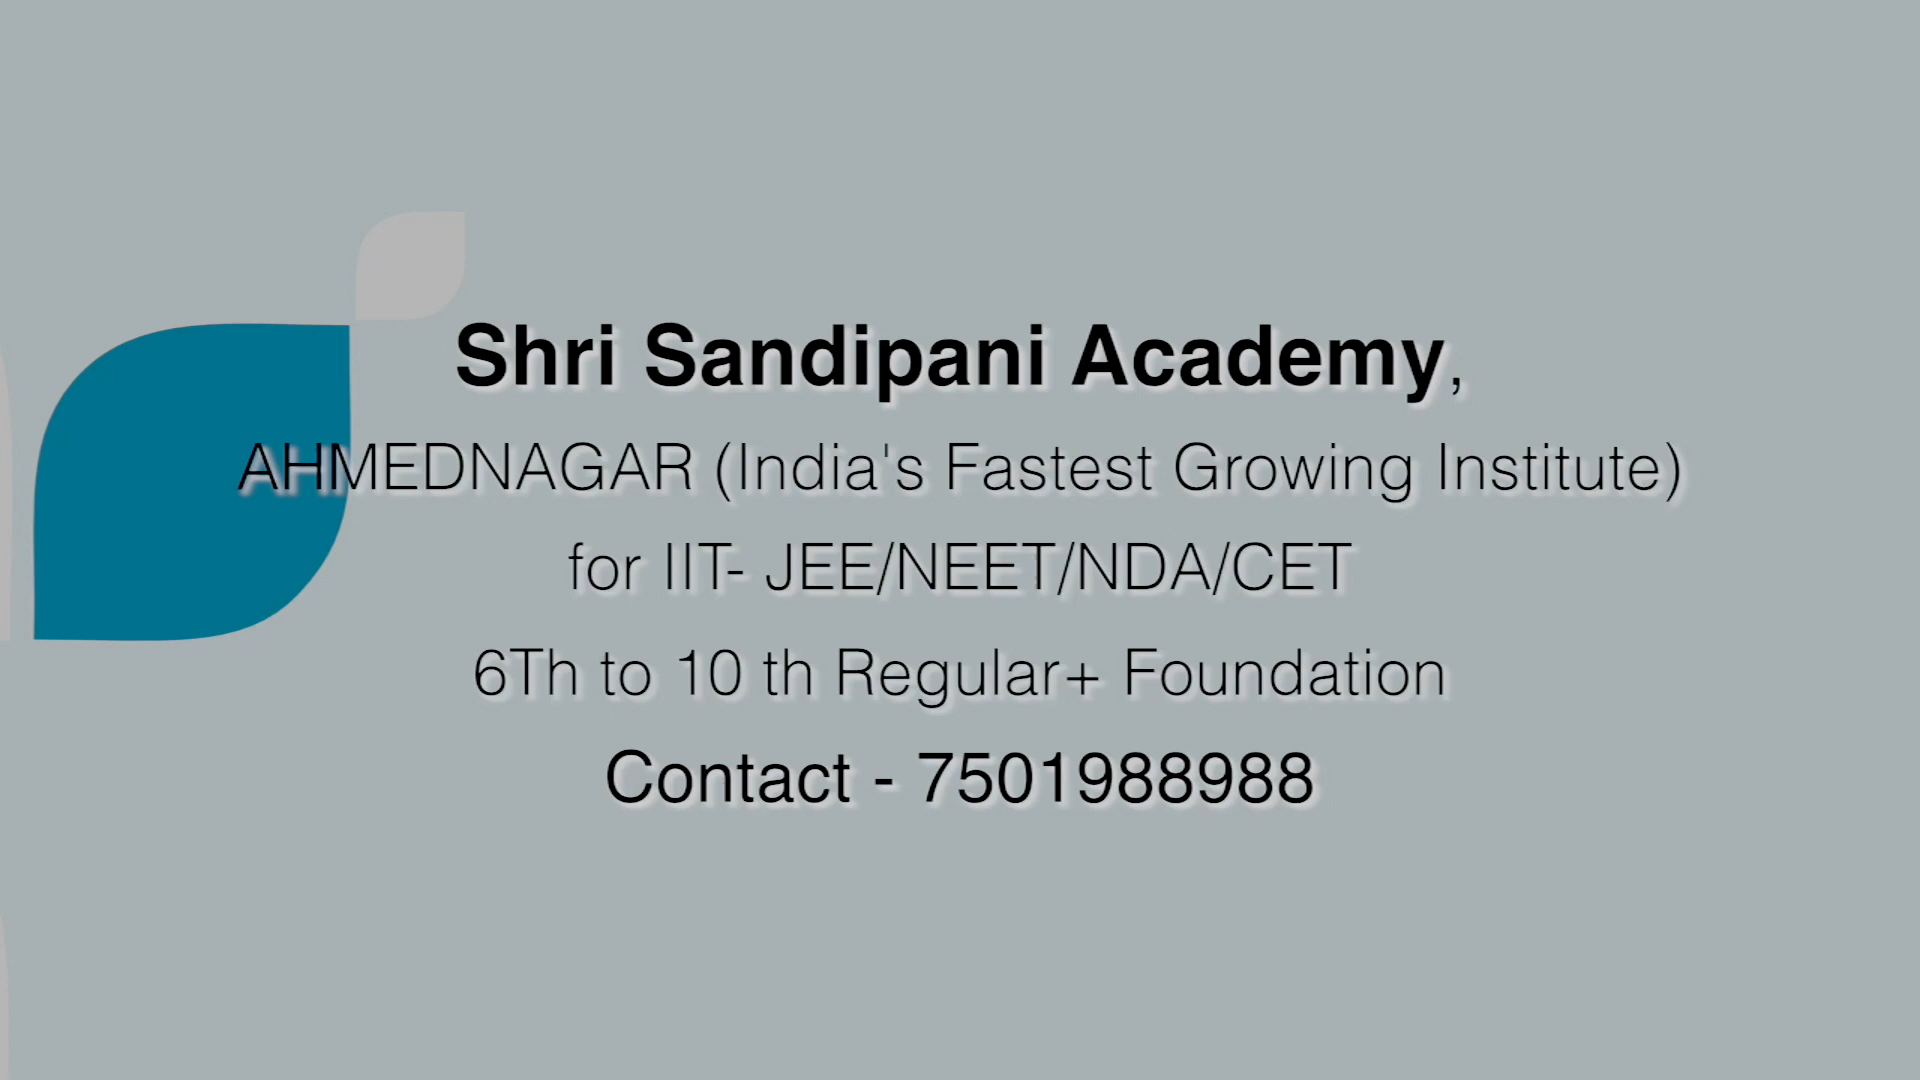 Shri Sandipani Academy,
AHMEDNAGAR (India's Fastest Growing Institute)
for IIT- JEE/NEET/NDA/CET
6Th to 10 th Regular+ Foundation
Contact - 7501988988